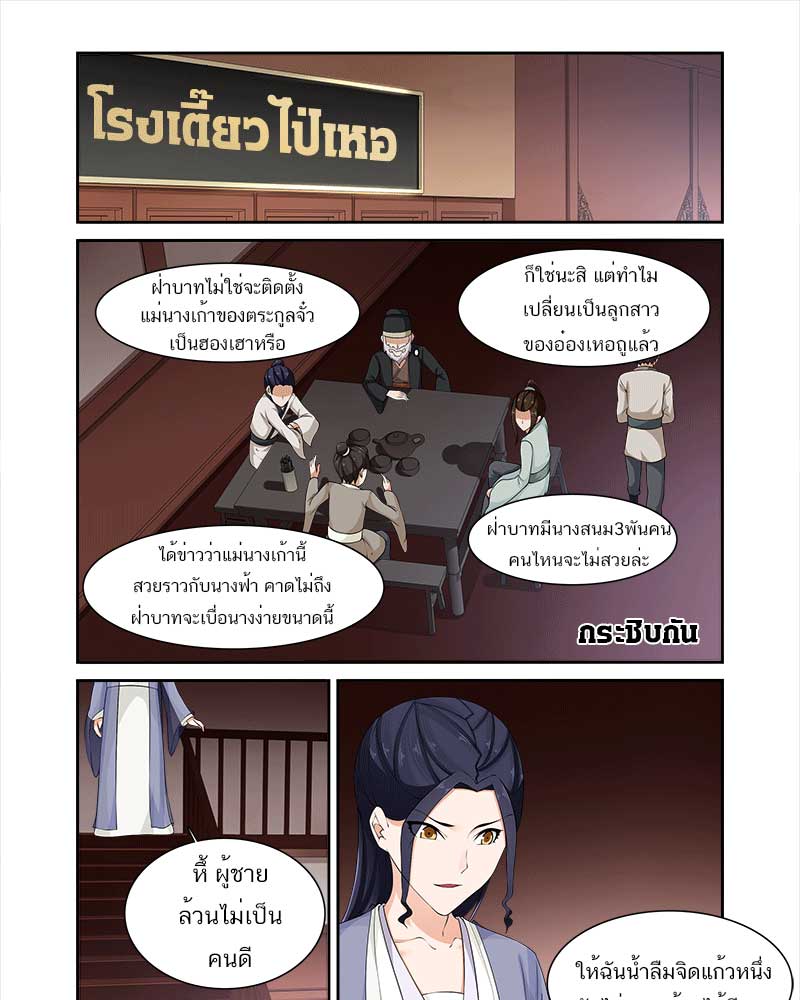 โรงเตี๊ยวไป่เหอ
ฝ่าบาทไม่ใช่จะติดตั้ง
แม่นางเก้าของตระกูลจั๋ว
เป็นฮองเฮาหรือ
ก็ใช่นะสิ แต่ทำไม
เปลี่ยนเป็นลูกสาว
ของอ๋องเหอถูแล้ว
ได้ข่าวว่าแม่นางเก้านี้
สวยราวกับนางฟ้า คาดไม่ถึง
ฝ่าบาทจะเบื่อนางง่ายขนาดนี้
ฝ่าบาทมีนางสนม3พันคน
คนไหนจะไม่สวยล่ะ
กระซิบกัน
หึ้ ผู้ชาย
ล้วนไม่เป็น
คนดี
ให้ฉันน้ำลืมจิดแก้วหนึ่ง